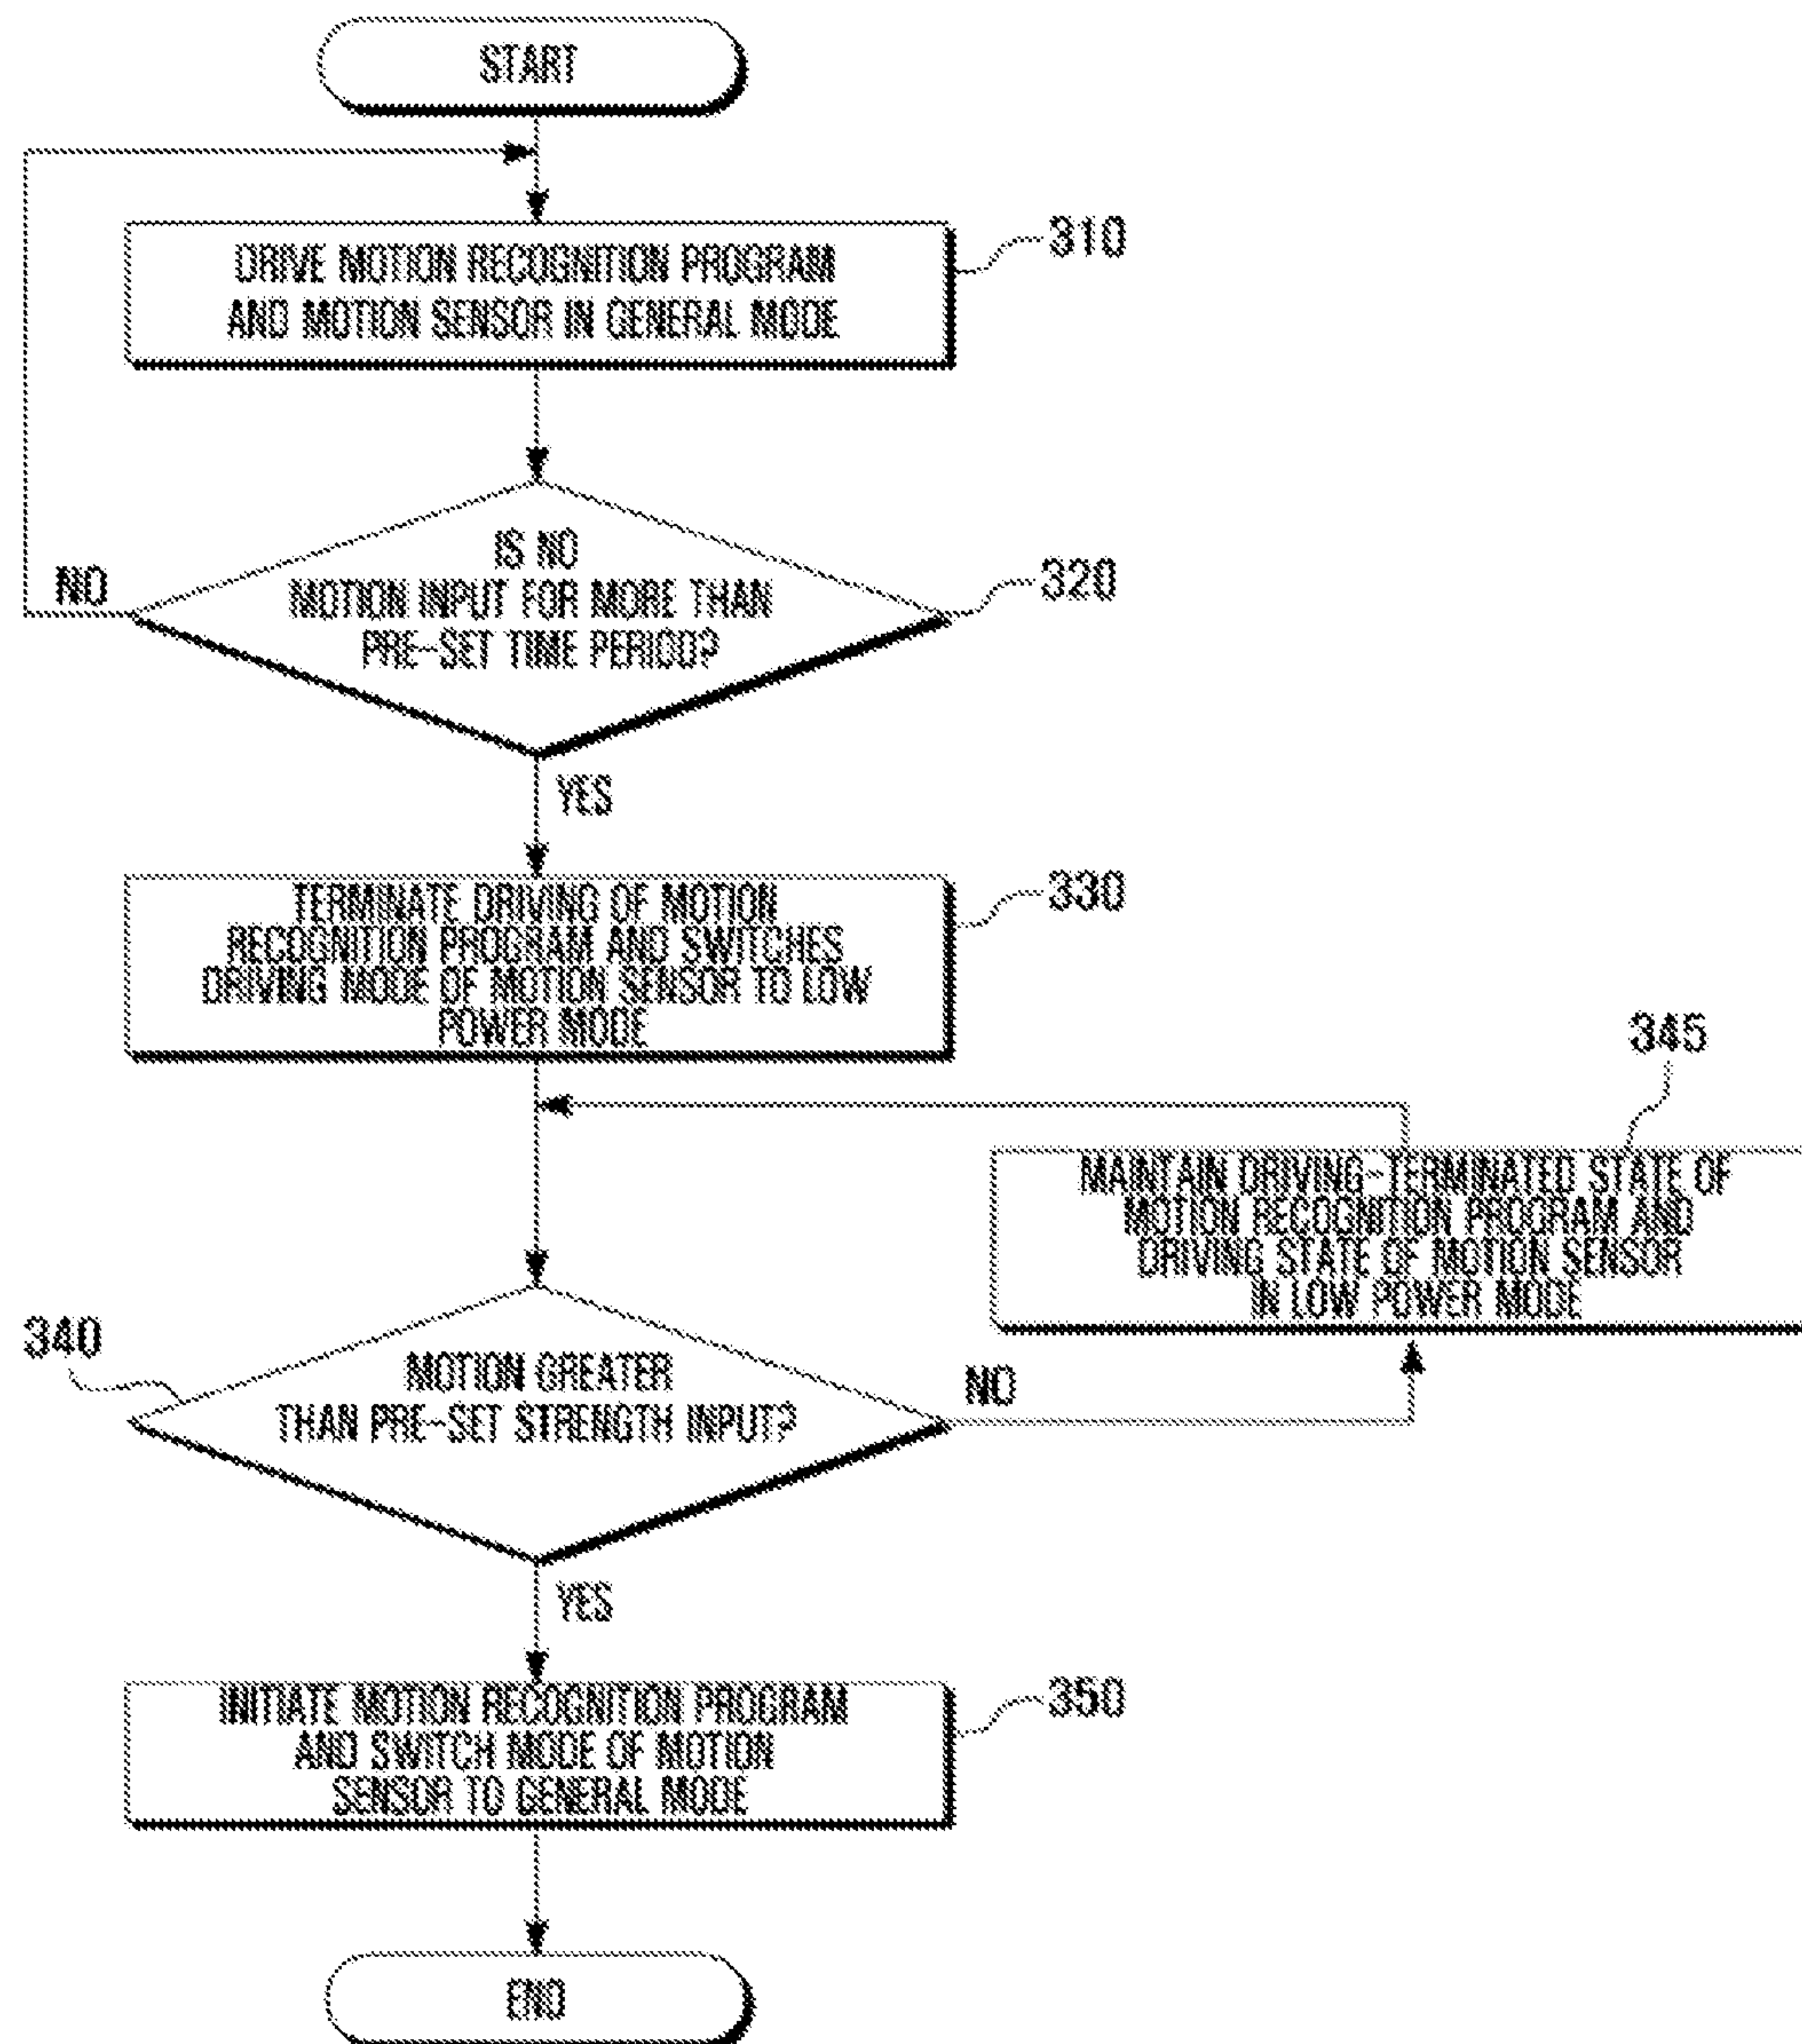 START
DRIVE MOTION RECOGNITION PROGRAM
AND MOTION SENSOR IN GENERAL MODE
310
IS NO
MOTION INPUT FOR MORE THAN
PRE-SET TIME PERIOD?
320
NO
YES
TERMINATE DRIVING OF MOTION
RECOGNITION PROGRAM AND SWITCHES
DRIVING MODE OF MOTION SENSOR TO LOW
POWER MODE
330
345
MAINTAIN DRIVING-TERMINATED STATE OF
MOTION RECOGNITION PROGRAM AND
DRIVING STATE OF MOTION SENSOR
IN LOW POWER MODE
340
MOTION GREATER
THAN PRE-SET STRENGTH INPUT?
NO
YES
INITIATE MOTION RECOGNITION PROGRAM
AND SWITCH MODE OF MOTION
SENSOR TO GENERAL MODE
350
END